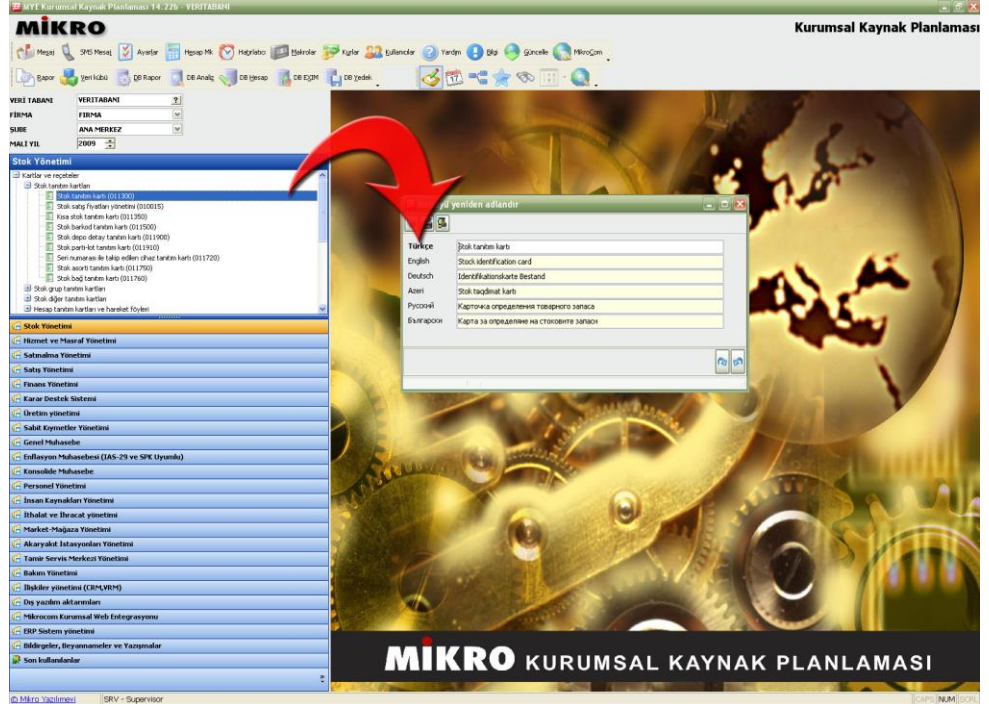 MYE Kurumsal Kaynak Planlaması 14.226 - VERITABANI
MİKRO
Kurumsal Kaynak Planlaması
Mesaj SMS Mesaj Ayarlar Hesap Mk Hatırlatıcı Makrolar Kurlar Kullanıcılar Yardım Bilgi Güncelle MikroCom
Rapor Veri kübü DB Rapor DB Analiz DB Hesap DB EXIM DB Yedek
VERİ TABANI VERITABANI ?
FİRMA FIRMA
ŞUBE ANA MERKEZ
MALİ YIL 2009
Stok Yönetimi
Kartlar ve reçeteler
Stok tanıtım kartları
Stok tanıtım kartı (011300)
Stok satış fiyatları yönetimi (010015)
Kısa stok tanıtım kartı (011350)
Stok barkod tanıtım kartı (011500)
Stok depo detay tanıtım kartı (011900)
Stok parti-lot tanıtım kartı (011910)
Seri numarası ile takip edilen cihaz tanıtım kartı (011720)
Stok asorti tanıtım kartı (011750)
Stok bağ tanıtım kartı (011760)
Stok grup tanıtım kartları
Stok diğer tanıtım kartları
Hesap tanıtım kartları ve hareket föyleri
Stok Yönetimi
Hizmet ve Masraf Yönetimi
Satınalma Yönetimi
Satış Yönetimi
Finans Yönetimi
Karar Destek Sistemi
Üretim yönetimi
Sabit Kıymetler Yönetimi
Genel Muhasebe
Enflasyon Muhasebesi (IAS-29 ve SPK Uyumlu)
Konsolide Muhasebe
Personel Yönetimi
İnsan Kaynakları Yönetimi
İthalat ve İhracat yönetimi
Market-Mağaza Yönetimi
Akaryakıt İstasyonları Yönetimi
Tamir Servis Merkezi Yönetimi
Bakım Yönetimi
İlişkiler yönetimi (CRM,VRM)
Dış yazılım aktarımları
Mikrocom Kurumsal Web Entegrasyonu
ERP Sistem yönetimi
Bildirgeler, Beyannameler ve Yazışmalar
Son kullanılanlar
yeniden adlandır
Türkçe Stok tanıtım kartı
English Stock identification card
Deutsch Identifikationskarte Bestand
Azeri Stok taqdimat kartı
Русский Карточка определения товарного запаса
Български Карта за определяне на стоковите запаси
MİKRO KURUMSAL KAYNAK PLANLAMASI
© Mikro Yazılımevi SRV - Supervisor CAPS NUM SCRL